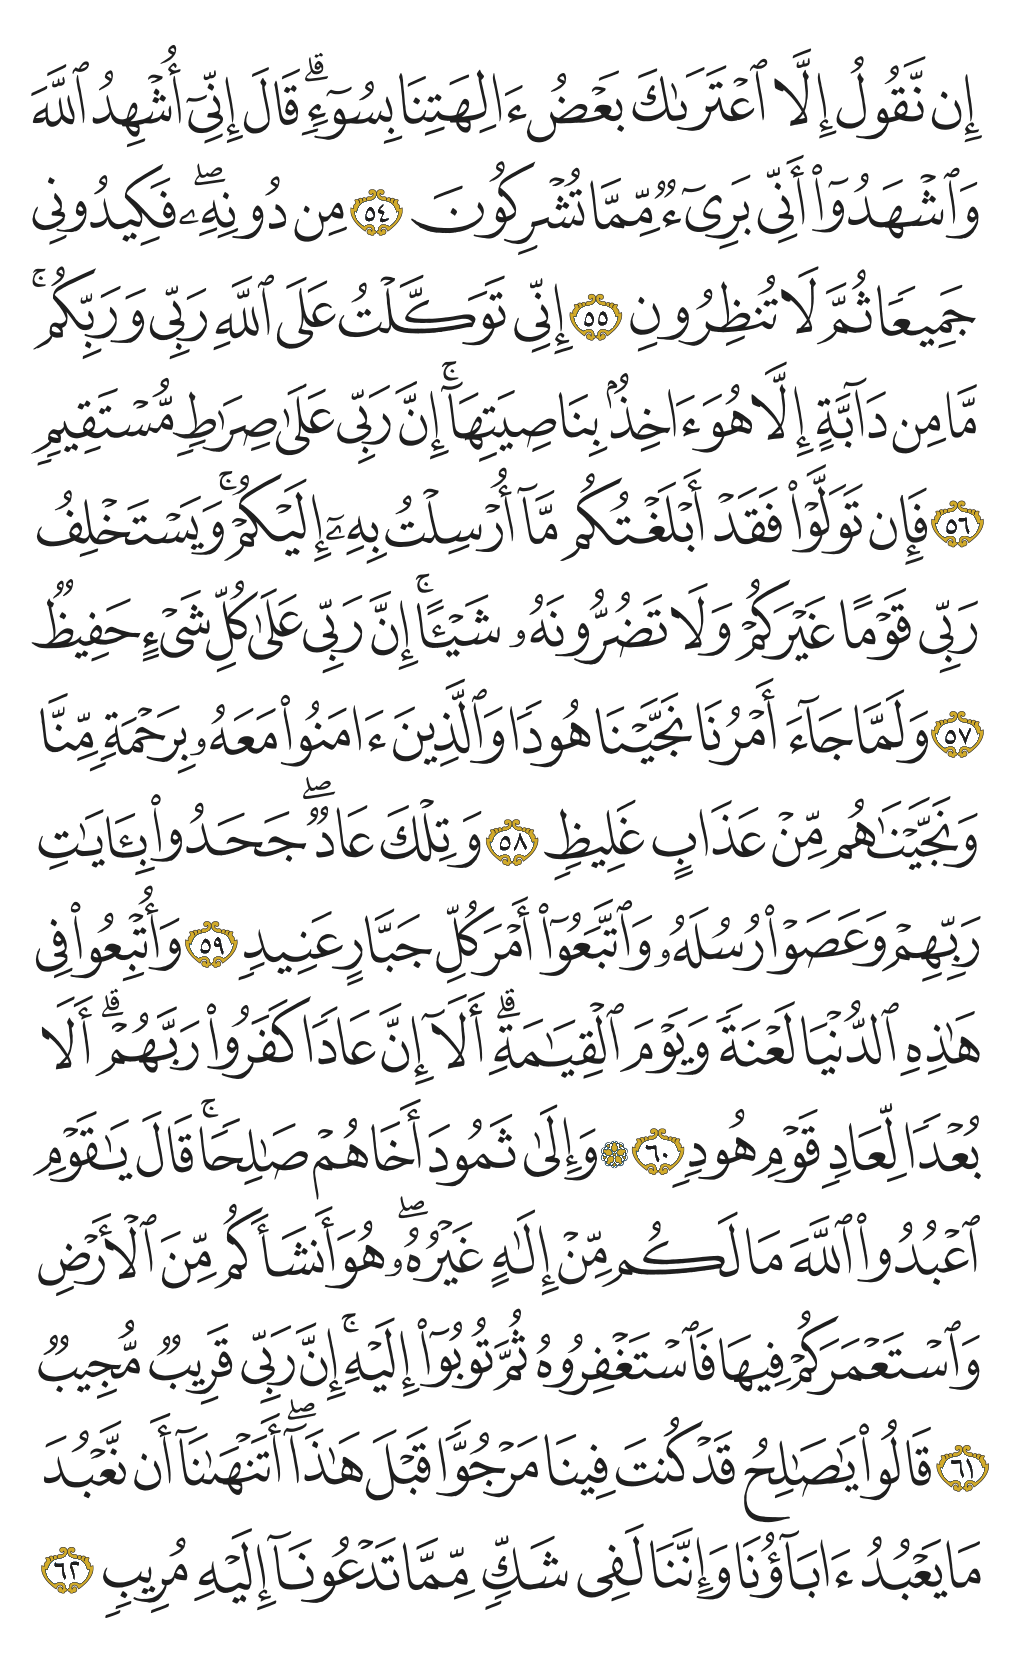 إِن نَّقُولُ إِلَّا ٱعْتَرَىٰكَ بَعْضُ ءَالِهَتِنَا بِسُوٓءٍۗ قَالَ إِنِّىٓ أُشْهِدُ ٱللَّهَ
وَٱشْهَدُوٓا۟ أَنِّى بَرِىٓءٌ مِّمَّا تُشْرِكُونَ ٥٤ مِن دُونِهِۦۖ فَكِيدُونِى
جَمِيعًا ثُمَّ لَا تُنظِرُونِ ٥٥ إِنِّى تَوَكَّلْتُ عَلَى ٱللَّهِ رَبِّى وَرَبِّكُمۚ
مَّا مِن دَآبَّةٍ إِلَّا هُوَ ءَاخِذٌۢ بِنَاصِيَتِهَآۚ إِنَّ رَبِّى عَلَىٰ صِرَٰطٍ مُّسْتَقِيمٍ
٥٦ فَإِن تَوَلَّوْا۟ فَقَدْ أَبْلَغْتُكُم مَّآ أُرْسِلْتُ بِهِۦٓ إِلَيْكُمْۚ وَيَسْتَخْلِفُ
رَبِّى قَوْمًا غَيْرَكُمْ وَلَا تَضُرُّونَهُۥ شَيْـًٔاۚ إِنَّ رَبِّى عَلَىٰ كُلِّ شَىْءٍ حَفِيظٌ
٥٧ وَلَمَّا جَآءَ أَمْرُنَا نَجَّيْنَا هُودًا وَٱلَّذِينَ ءَامَنُوا۟ مَعَهُۥ بِرَحْمَةٍ مِّنَّا
وَنَجَّيْنَٰهُم مِّنْ عَذَابٍ غَلِيظٍ ٥٨ وَتِلْكَ عَادٌۖ جَحَدُوا۟ بِـَٔايَٰتِ
رَبِّهِمْ وَعَصَوْا۟ رُسُلَهُۥ وَٱتَّبَعُوٓا۟ أَمْرَ كُلِّ جَبَّارٍ عَنِيدٍ ٥٩ وَأُتْبِعُوا۟ فِى
هَٰذِهِ ٱلدُّنْيَا لَعْنَةً وَيَوْمَ ٱلْقِيَٰمَةِۗ أَلَآ إِنَّ عَادًا كَفَرُوا۟ رَبَّهُمْۗ أَلَا
بُعْدًا لِّعَادٍ قَوْمِ هُودٍ ٦٠ ۞ وَإِلَىٰ ثَمُودَ أَخَاهُمْ صَٰلِحًاۚ قَالَ يَٰقَوْمِ
ٱعْبُدُوا۟ ٱللَّهَ مَا لَكُم مِّنْ إِلَٰهٍ غَيْرُهُۥۖ هُوَ أَنشَأَكُم مِّنَ ٱلْأَرْضِ
وَٱسْتَعْمَرَكُمْ فِيهَا فَٱسْتَغْفِرُوهُ ثُمَّ تُوبُوٓا۟ إِلَيْهِۚ إِنَّ رَبِّى قَرِيبٌ مُّجِيبٌ
٦١ قَالُوا۟ يَٰصَٰلِحُ قَدْ كُنتَ فِينَا مَرْجُوًّا قَبْلَ هَٰذَآۖ أَتَنْهَىٰنَآ أَن نَّعْبُدَ
مَا يَعْبُدُ ءَابَآؤُنَا وَإِنَّنَا لَفِى شَكٍّ مِّمَّا تَدْعُونَآ إِلَيْهِ مُرِيبٍ ٦٢